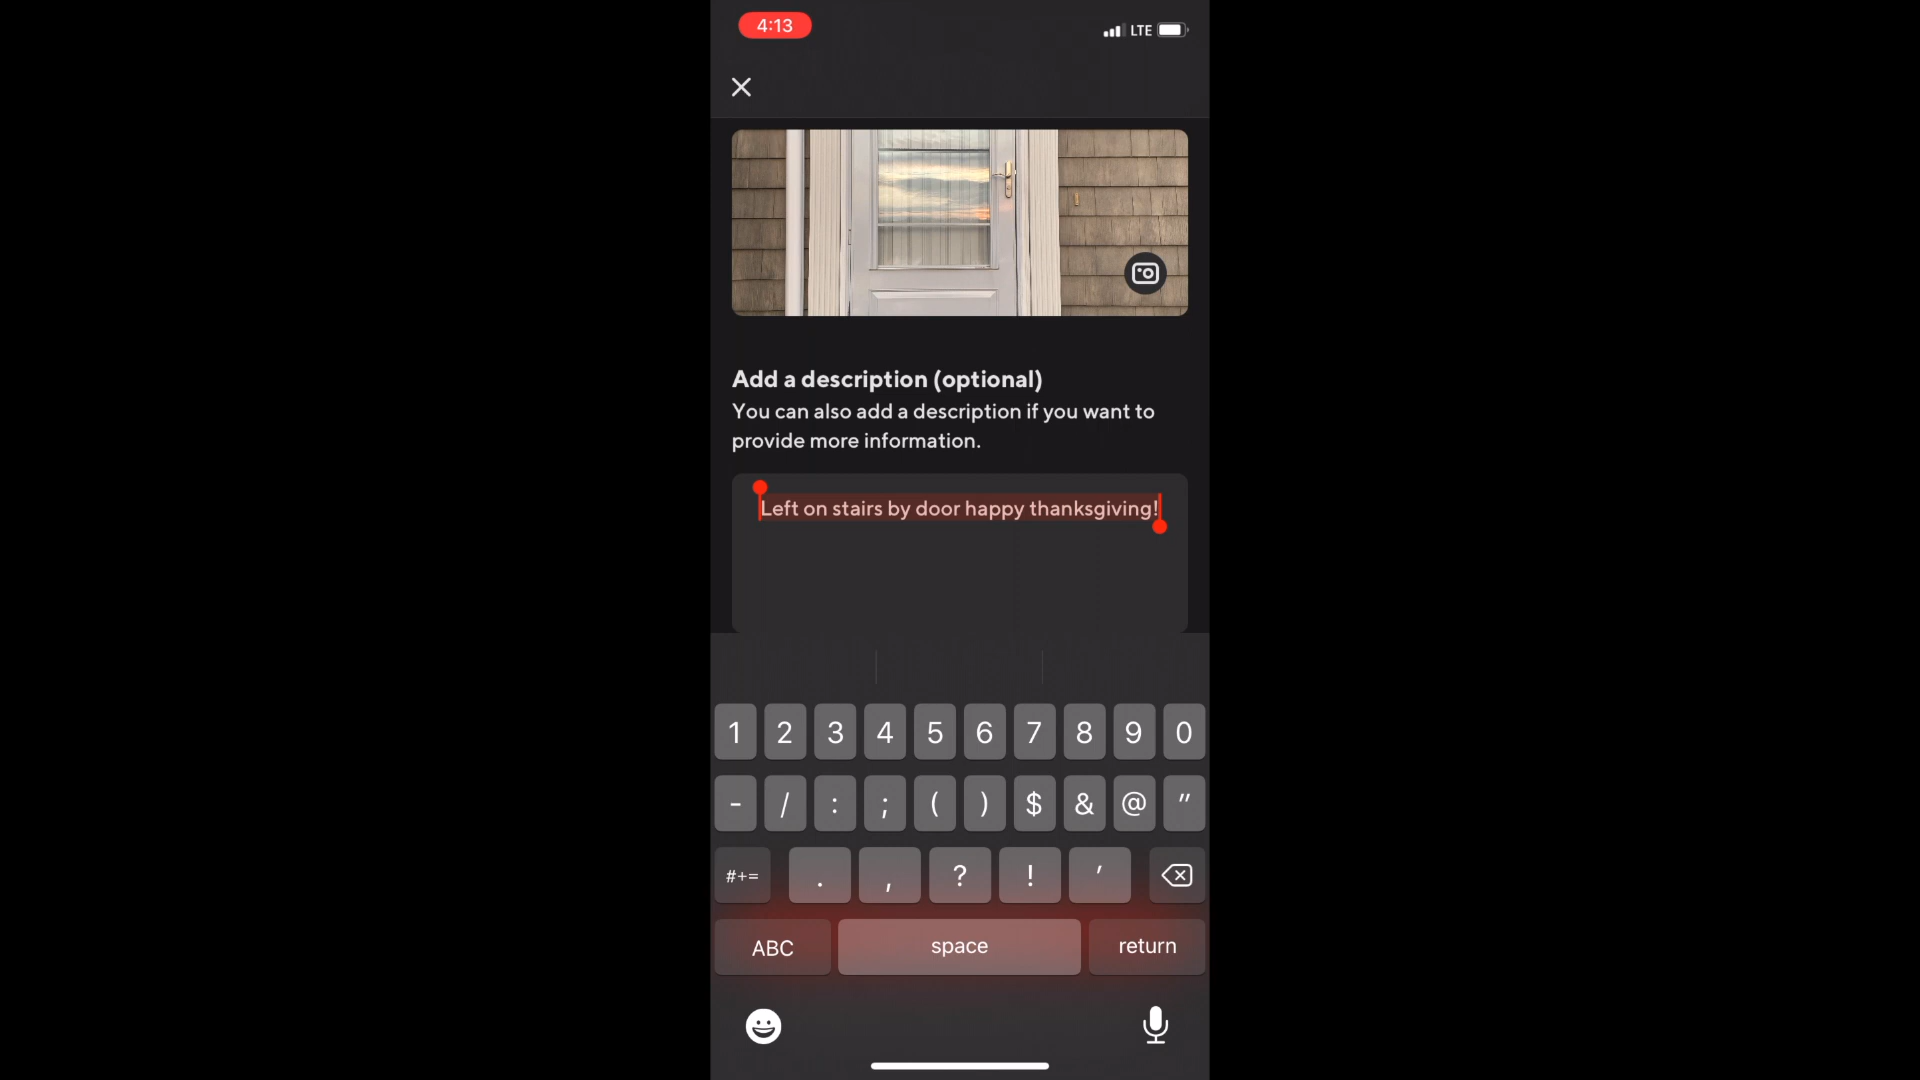 4:13
LTE
Add a description (optional)
You can also add a description if you want to
provide more information.
Left on stairs by door happy thanksgiving!
1 2 3 4 5 6 7 8 9 0
- / : ; ( ) $ & @ "
#+= . , ? ! '
ABC space return